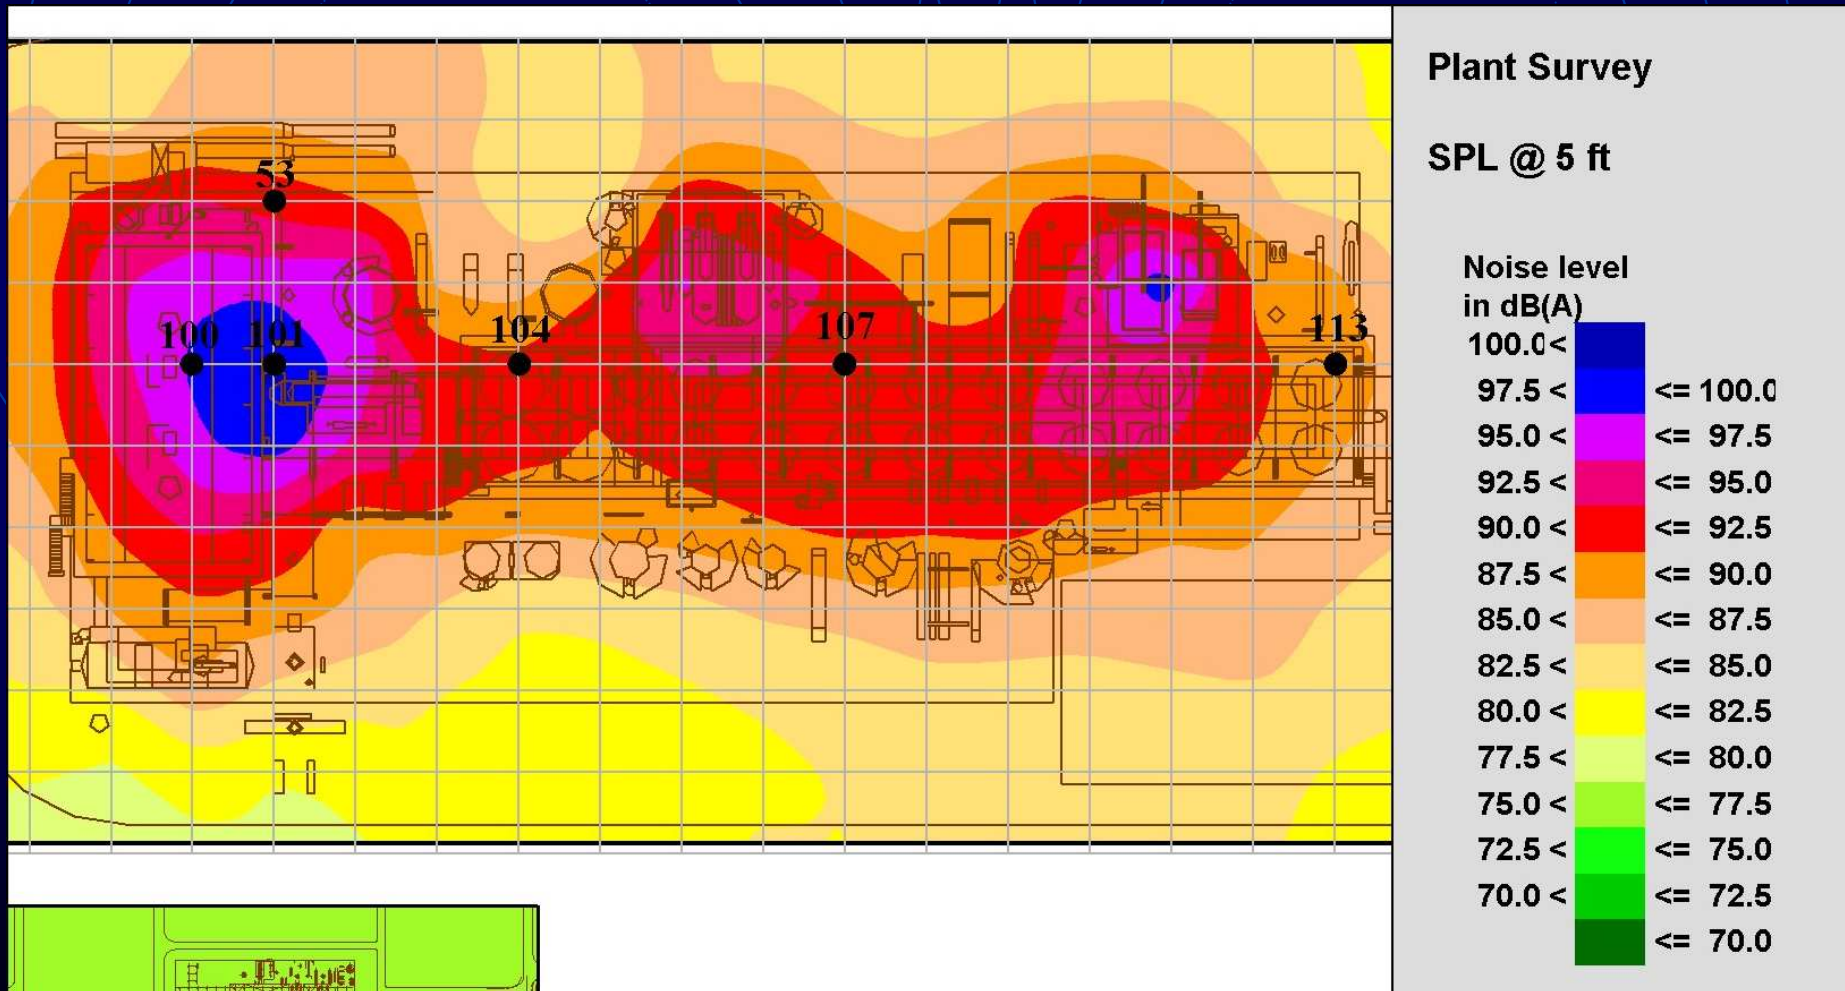 Plant Survey
SPL @ 5 ft
Noise level
in dB(A)
100.0 <
97.5 < <= 100.0
95.0 < <= 97.5
92.5 < <= 95.0
90.0 < <= 92.5
87.5 < <= 90.0
85.0 < <= 87.5
82.5 < <= 85.0
80.0 < <= 82.5
77.5 < <= 80.0
75.0 < <= 77.5
72.5 < <= 75.0
70.0 < <= 72.5
<= 70.0
53
100 101 104 107 113